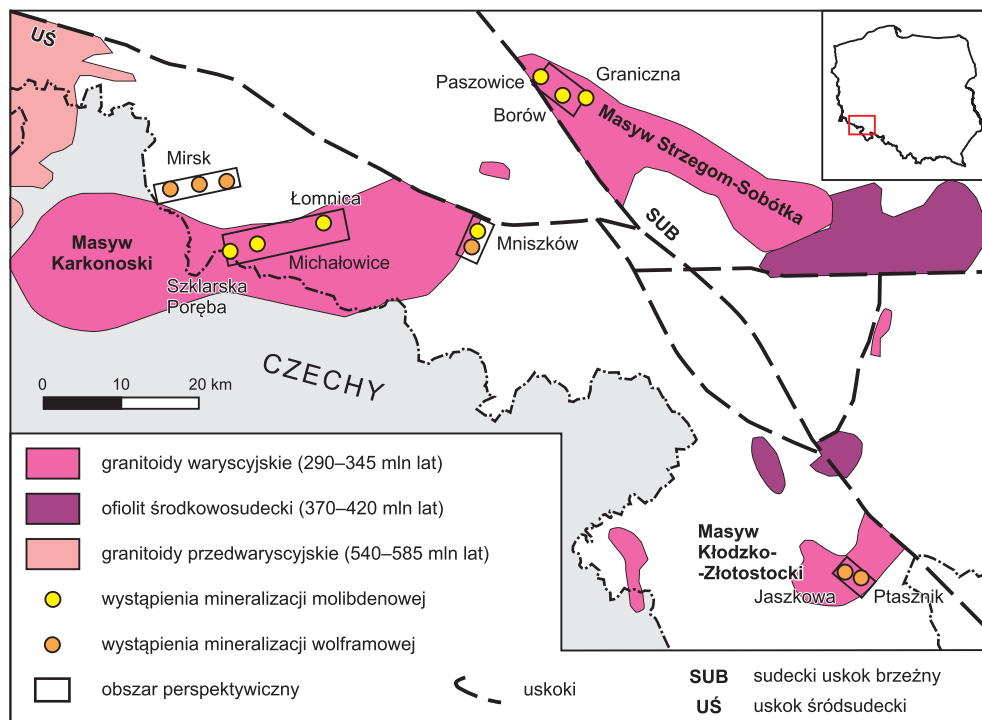 UŚ
Paszowice
Graniczna
Borów
Masyw Strzegom-Sobótka
Mirsk
Łomnica
Masyw
Karkonoski
Michałowice
Mniszków
SUB
Szklarska
Poręba
CZECHY
0 10 20 km
granitoidy waryscyjskie (290–345 mln lat)
ofiolit środkowosudecki (370–420 mln lat)
granitoidy przedwaryscyjskie (540–585 mln lat)
wystąpienia mineralizacji molibdenowej
wystąpienia mineralizacji wolframowej
obszar perspektywiczny
uskoki
Masyw
Kłodzko-
-Złotostocki
Jaszkowa
Ptasznik
SUB sudecki uskok brzeżny
UŚ uskok śródsudecki